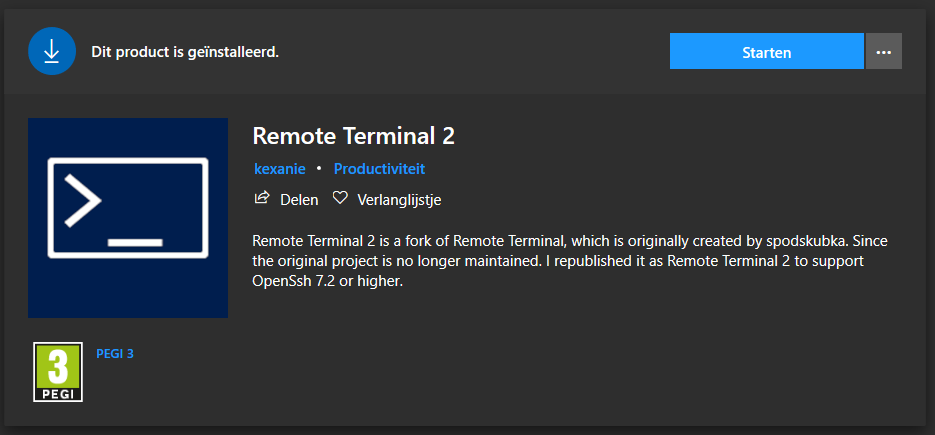 Dit product is geïnstalleerd.
Starten
Remote Terminal 2
kexanie • Productiviteit
Delen Verlanglijstje
Remote Terminal 2 is a fork of Remote Terminal, which is originally created by spodskubka. Since
the original project is no longer maintained. I republished it as Remote Terminal 2 to support
OpenSsh 7.2 or higher.
3
PEGI
PEGI 3